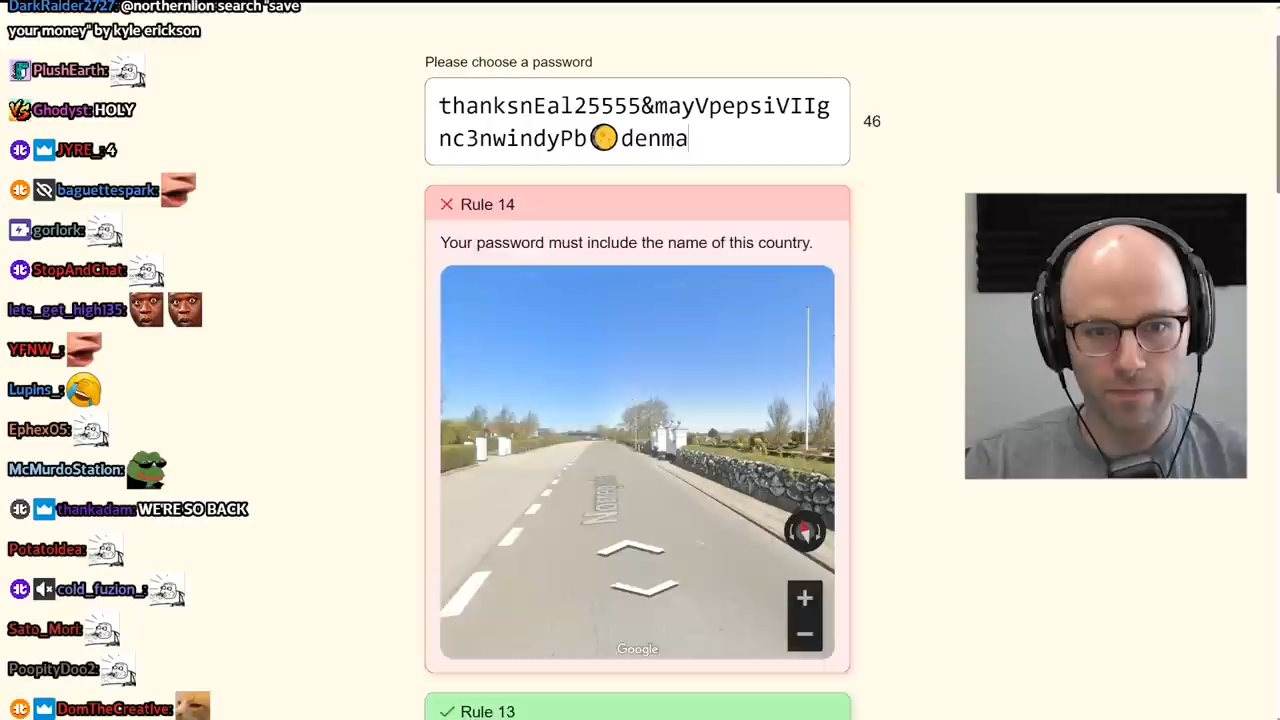 DarkRaider2727: @northernlion search "save
your money" by kyle erickson
PlushEarth:
Ghodyst: HOLY
JYRE_: 4
baguettespark:
gorlork:
StopAndChat:
lets_get_high135:
YFNW_:
Lupins_:
Ephex05:
McMurdoStation:
thankadam: WE'RE SO BACK
PotatoIdea:
cold_fuzion_:
Sato_Mori:
PoopityDoo2:
DomTheCreative:
Please choose a password
thanksnEal25555&mayVpepsiVIIg
nc3nwindyPb🌔denma
46
Rule 14
Your password must include the name of this country.
Google
Rule 13